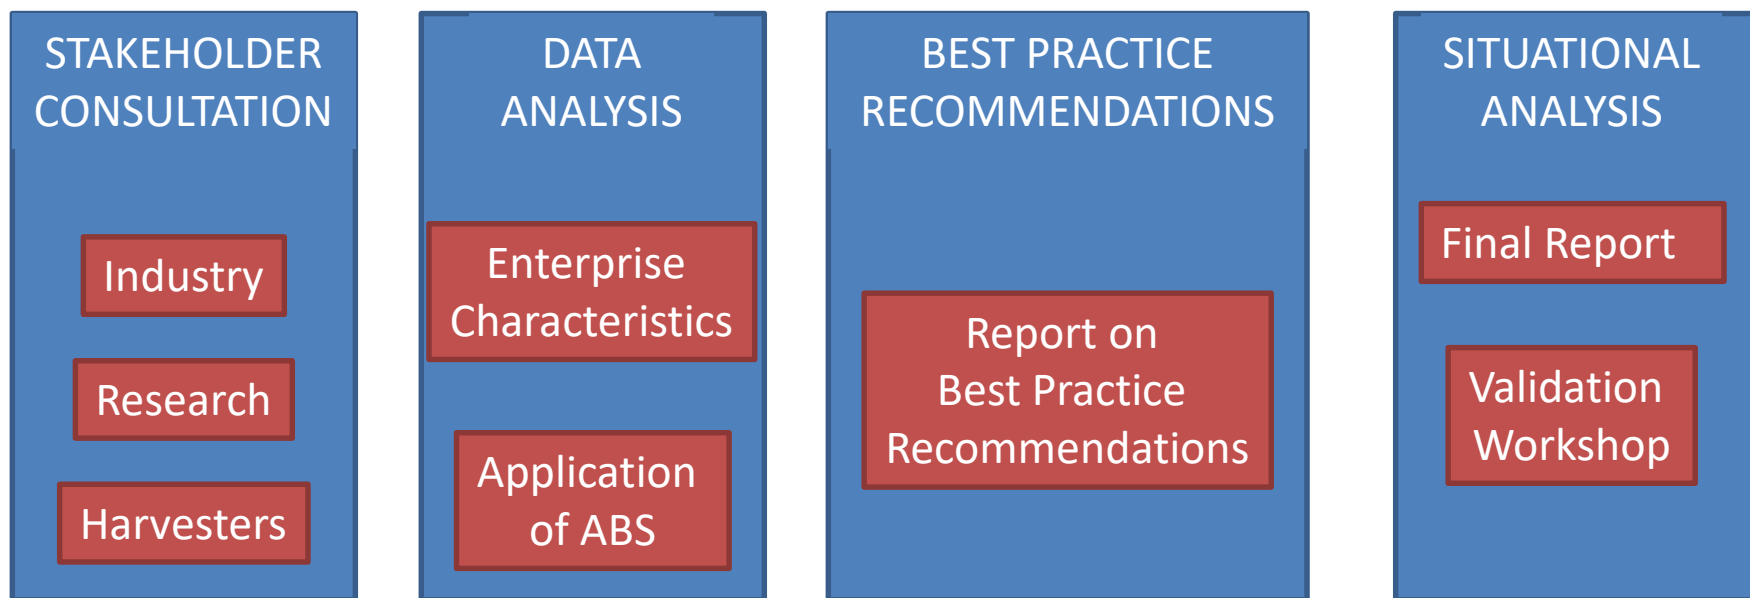 STAKEHOLDER
CONSULTATION
Industry
Research
Harvesters
DATA
ANALYSIS
Enterprise
Characteristics
Application
of ABS
BEST PRACTICE
RECOMMENDATIONS
Report on
Best Practice
Recommendations
SITUATIONAL
ANALYSIS
Final Report
Validation
Workshop